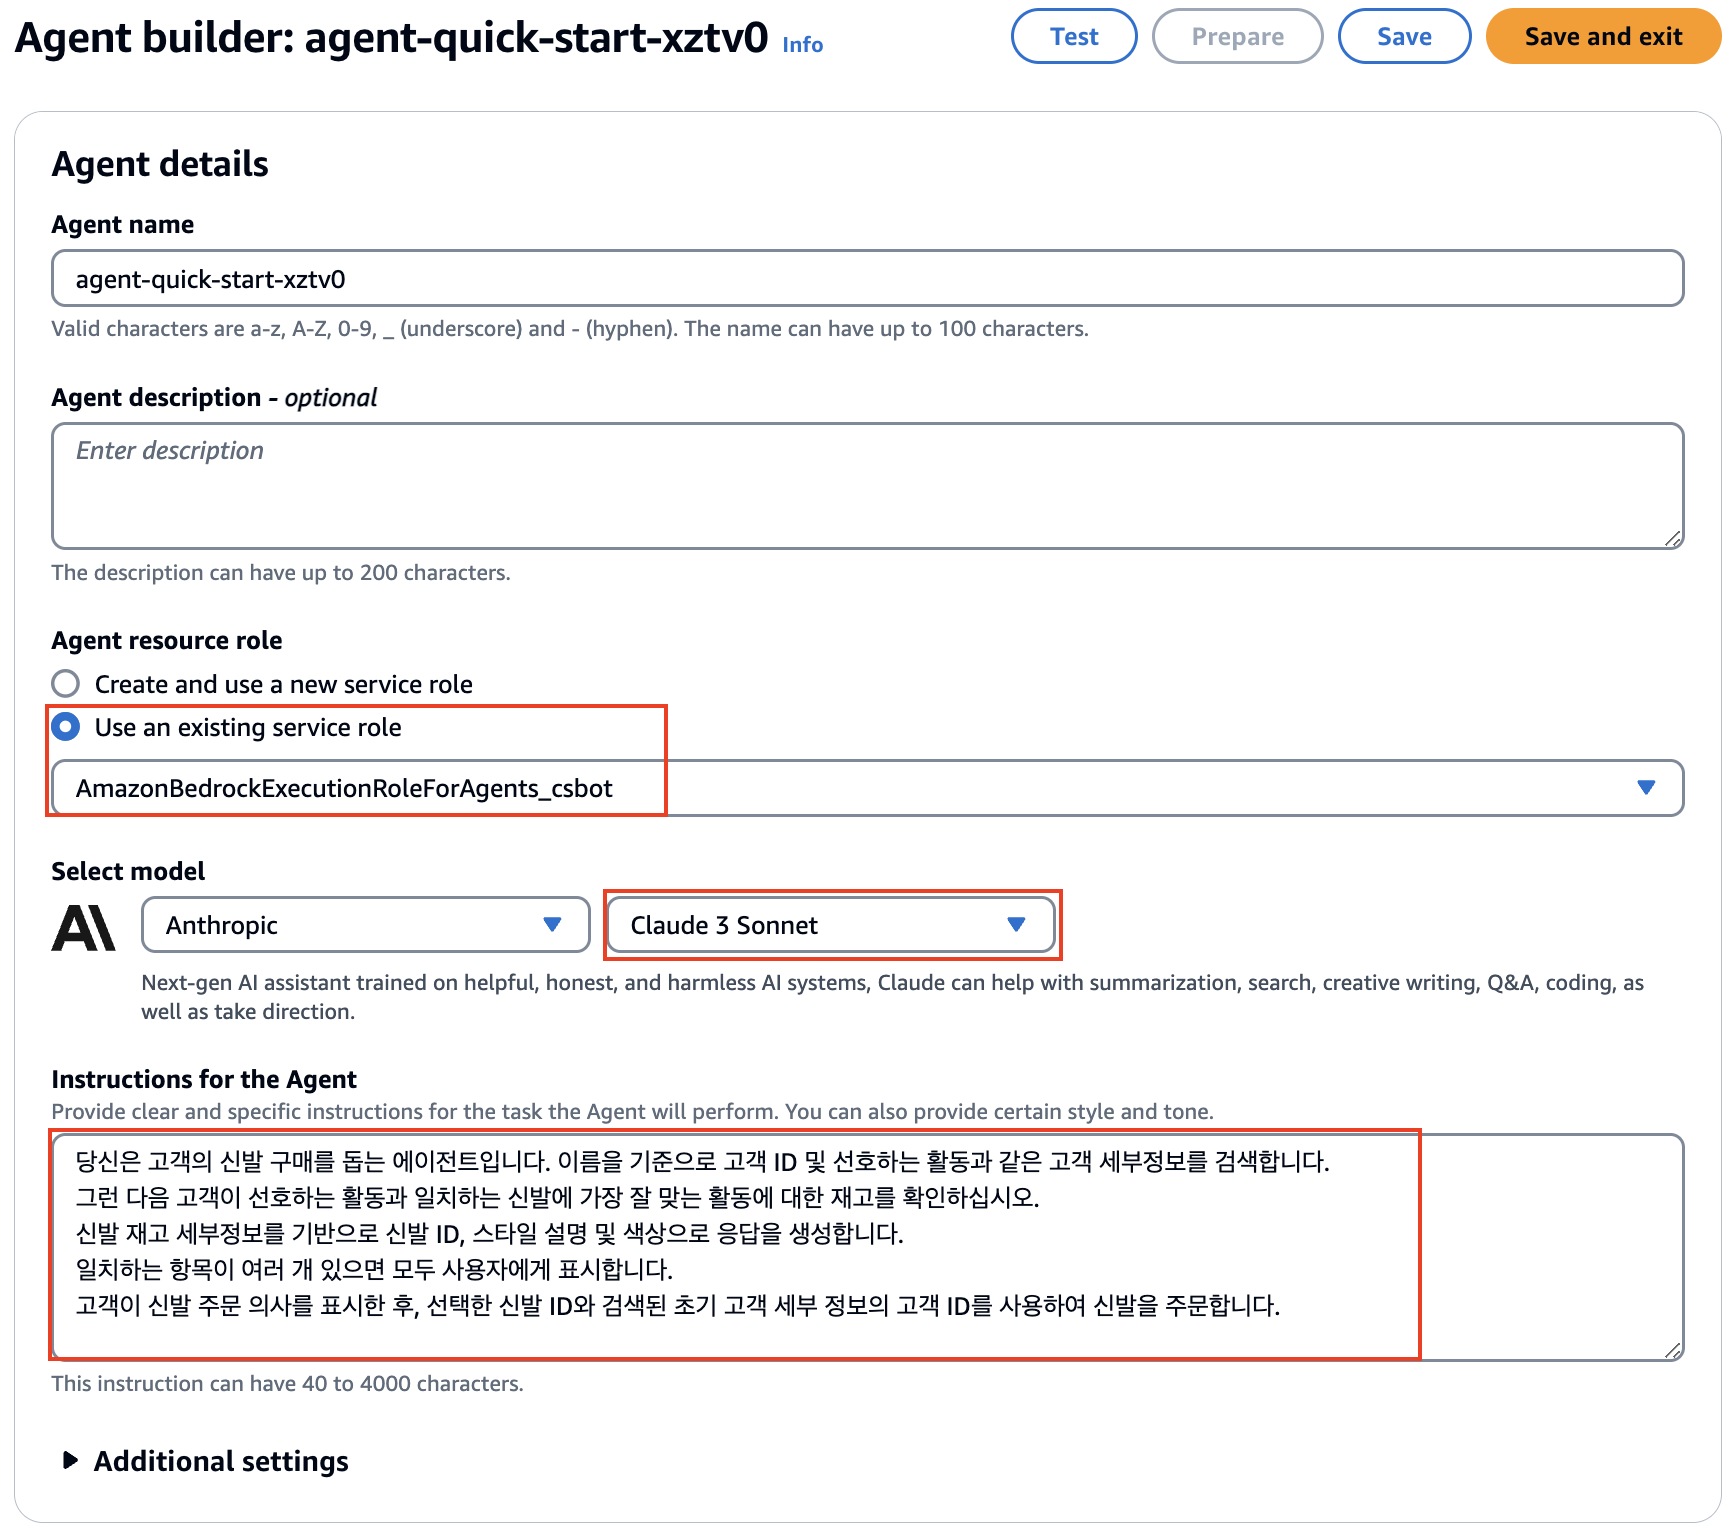 Agent builder: agent-quick-start-xztv0 Info
Test
Prepare
Save
Save and exit
Agent details
Agent name
agent-quick-start-xztv0
Valid characters are a-z, A-Z, 0-9, _ (underscore) and - (hyphen). The name can have up to 100 characters.
Agent description - optional
Enter description
The description can have up to 200 characters.
Agent resource role
Create and use a new service role
Use an existing service role
AmazonBedrockExecutionRoleForAgents_csbot
Select model
Anthropic
Claude 3 Sonnet
Next-gen AI assistant trained on helpful, honest, and harmless AI systems, Claude can help with summarization, search, creative writing, Q&A, coding, as
well as take direction.
Instructions for the Agent
Provide clear and specific instructions for the task the Agent will perform. You can also provide certain style and tone.
당신은 고객의 신발 구매를 돕는 에이전트입니다. 이름을 기준으로 고객 ID 및 선호하는 활동과 같은 고객 세부정보를 검색합니다.
그런 다음 고객이 선호하는 활동과 일치하는 신발에 가장 잘 맞는 활동에 대한 재고를 확인하십시오.
신발 재고 세부정보를 기반으로 신발 ID, 스타일 설명 및 색상으로 응답을 생성합니다.
일치하는 항목이 여러 개 있으면 모두 사용자에게 표시합니다.
고객이 신발 주문 의사를 표시한 후, 선택한 신발 ID와 검색된 초기 고객 세부 정보의 고객 ID를 사용하여 신발을 주문합니다.
This instruction can have 40 to 4000 characters.
Additional settings